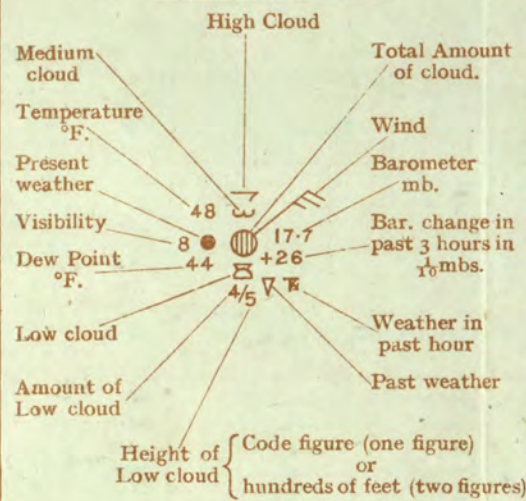 High Cloud
Medium
cloud
Total Amount
of cloud.
Temperature
°F.
Wind
Present
weather
Barometer
mb.
48
Visibility
8
17·7
Bar. change in
past 3 hours in
1/10 mbs.
Dew Point
°F.
44
+26
4/5
Low cloud
Weather in
past hour
Amount of
Low cloud
Past weather
Height of
Low cloud
Code figure (one figure)
or
hundreds of feet (two figures)